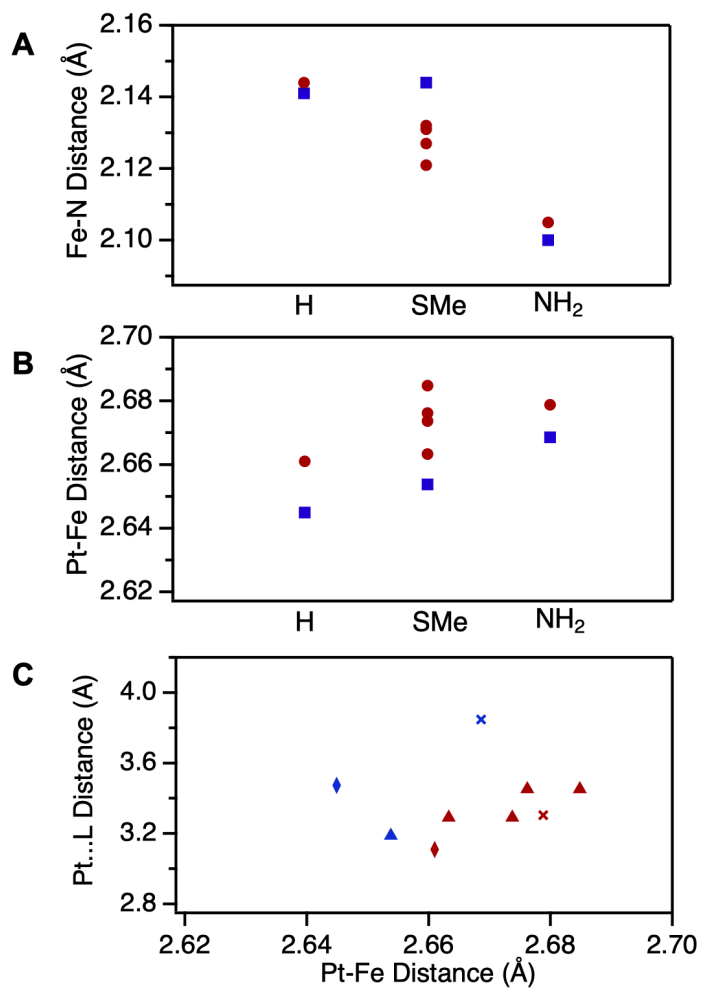 A
Fe-N Distance (Å)
2.16
2.14
2.12
2.10
H SMe NH₂
B
Pt-Fe Distance (Å)
2.70
2.68
2.66
2.64
2.62
H SMe NH₂
C
Pt...L Distance (A)
4.0
3.6
3.2
2.8
2.62 2.64 2.66 2.68 2.70
Pt-Fe Distance (Å)